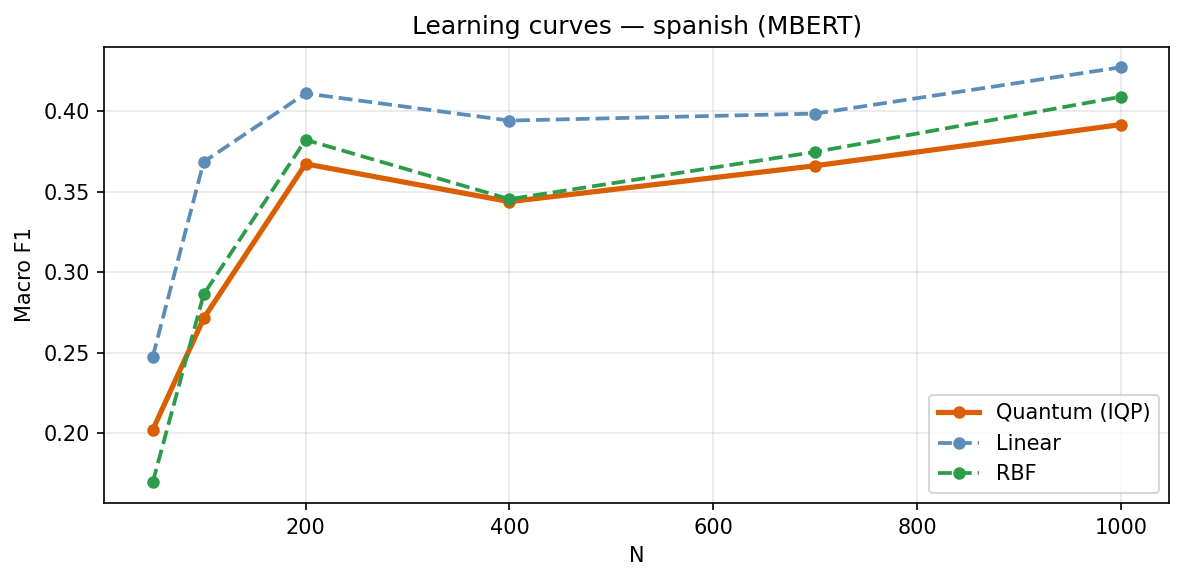 Learning curves — spanish (MBERT)
Macro F1
0.40
0.35
0.30
0.25
0.20
200
400
600
800
1000
N
Quantum (IQP)
Linear
RBF